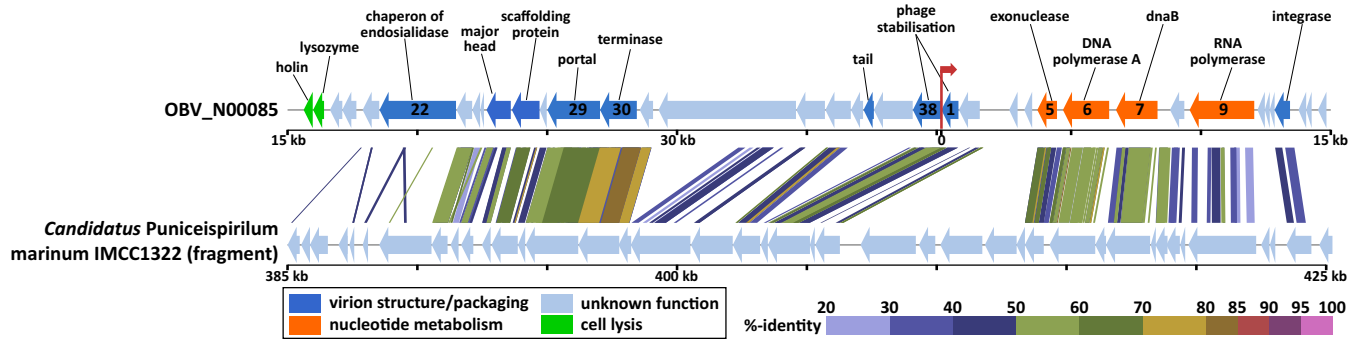 chaperon of
endosialidase
scaffolding
protein
phage
stabilisation
exonuclease
dnaB
integrase
lysozyme
major
head
terminase
DNA
polymerase A
RNA
polymerase
holin
portal
tail
OBV_N00085
22
29
30
38
1
5
6
7
9
15 kb
30 kb
0
15 kb
Candidatus Puniceispirilum
marinum IMCC1322 (fragment)
385 kb
400 kb
425 kb
virion structure/packaging
unknown function
nucleotide metabolism
cell lysis
20 30 40 50 60 70 80 85 90 95 100
%-identity